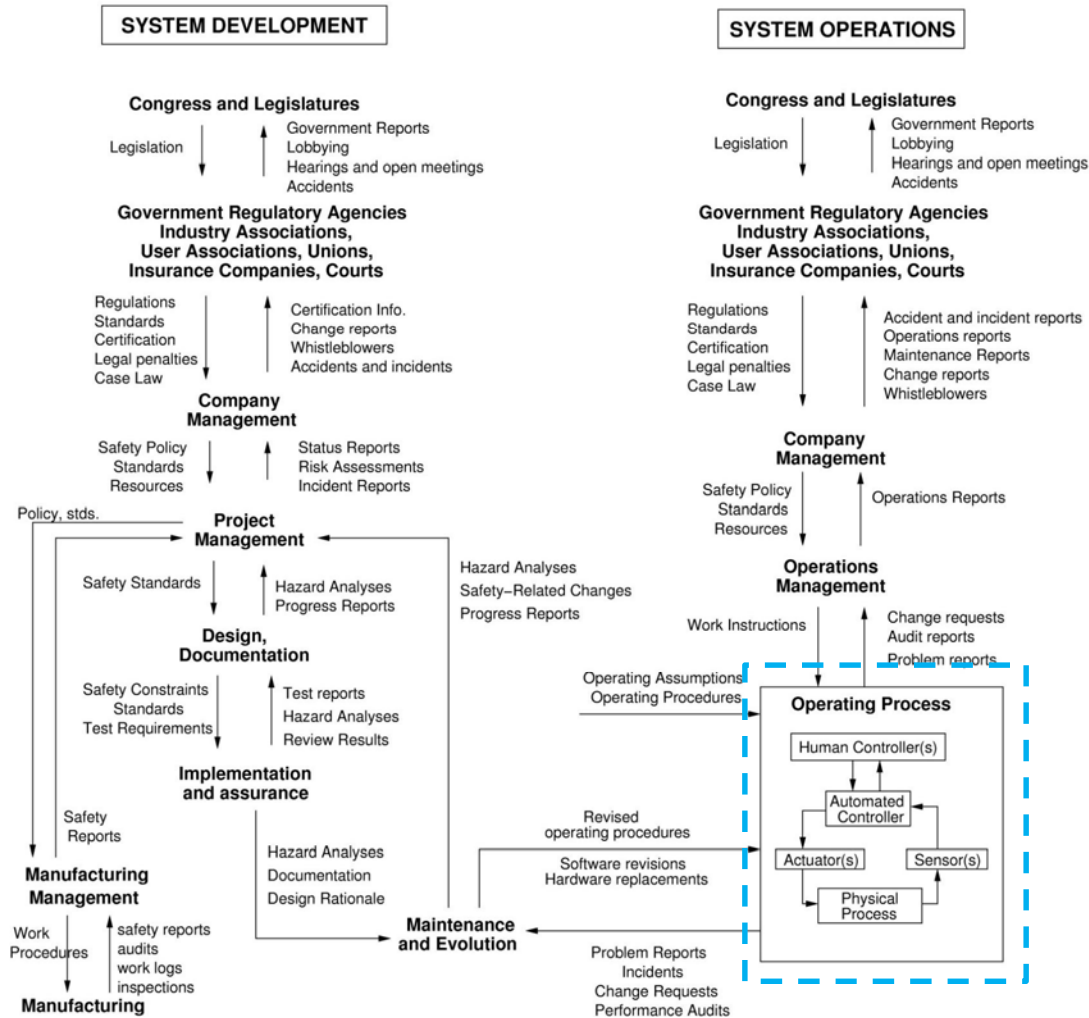 SYSTEM DEVELOPMENT
Congress and Legislatures
Legislation
Government Reports
Lobbying
Hearings and open meetings
Accidents
Government Regulatory Agencies
Industry Associations,
User Associations, Unions,
Insurance Companies, Courts
Regulations
Standards
Certification
Legal penalties
Case Law
Certification Info.
Change reports
Whistleblowers
Accidents and incidents
Company
Management
Safety Policy
Standards
Resources
Status Reports
Risk Assessments
Incident Reports
Policy, stds.
Project
Management
Safety Standards
Hazard Analyses
Progress Reports
Hazard Analyses
Safety-Related Changes
Progress Reports
Design,
Documentation
Safety Constraints
Standards
Test Requirements
Test reports
Hazard Analyses
Review Results
Implementation
and assurance
Safety
Reports
Hazard Analyses
Documentation
Design Rationale
Manufacturing
Management
Work
Procedures
safety reports
audits
work logs
inspections
Manufacturing
Maintenance
and Evolution
SYSTEM OPERATIONS
Congress and Legislatures
Legislation
Government Reports
Lobbying
Hearings and open meetings
Accidents
Government Regulatory Agencies
Industry Associations,
User Associations, Unions,
Insurance Companies, Courts
Regulations
Standards
Certification
Legal penalties
Case Law
Accident and incident reports
Operations reports
Maintenance Reports
Change reports
Whistleblowers
Company
Management
Safety Policy
Standards
Resources
Operations Reports
Operations
Management
Work Instructions
Change requests
Audit reports
Problem reports
Operating Assumptions
Operating Procedures
Operating Process
Human Controller(s)
Automated
Controller
Actuator(s)
Sensor(s)
Physical
Process
Revised
operating procedures
Software revisions
Hardware replacements
Problem Reports
Incidents
Change Requests
Performance Audits